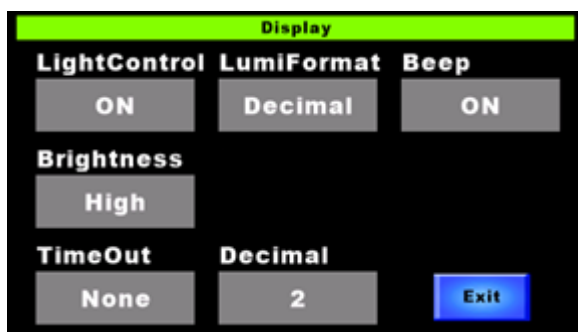 Display
LightControl LumiFormat Beep
ON Decimal ON
Brightness
High
TimeOut Decimal
None 2 Exit